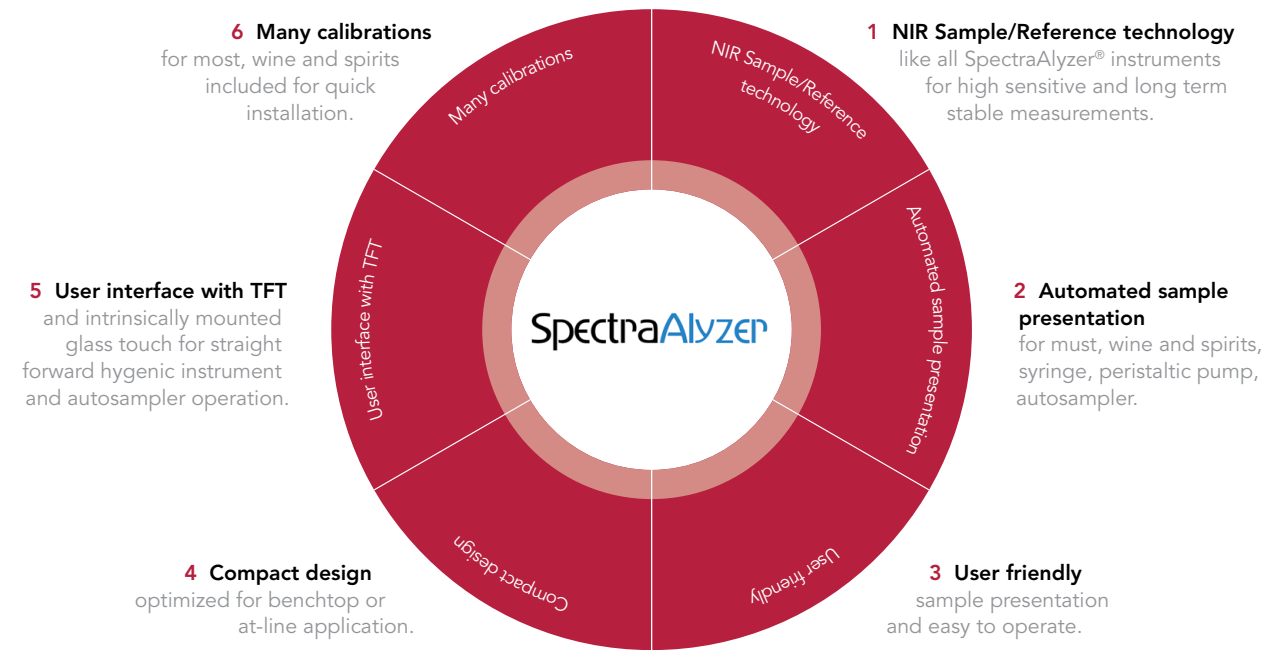 6 Many calibrations
for most, wine and spirits
included for quick
installation.
1 NIR Sample/Reference technology
like all SpectraAlyzer® instruments
for high sensitive and long term
stable measurements.
Many calibrations
NIR Sample/Reference
technology
5 User interface with TFT
and intrinsically mounted
glass touch for straight
forward hygenic instrument
and autosampler operation.
User interface with TFT
SpectraAlyzer
Automated sample presentation
2 Automated sample
presentation
for must, wine and spirits,
syringe, peristaltic pump,
autosampler.
4 Compact design
optimized for benchtop or
at-line application.
Compact design
User friendly
3 User friendly
sample presentation
and easy to operate.